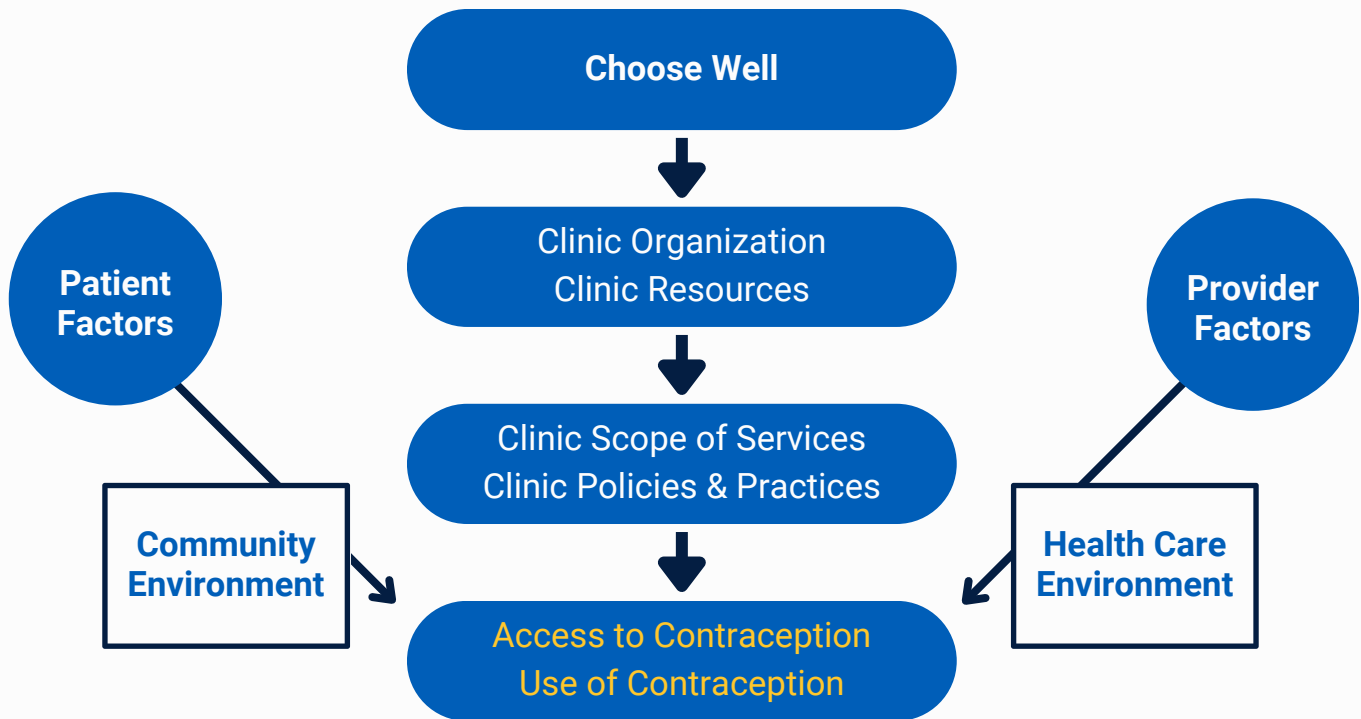 Choose Well
Clinic Organization
Clinic Resources
Patient
Factors
Provider
Factors
Clinic Scope of Services
Clinic Policies & Practices
Community
Environment
Health Care
Environment
Access to Contraception
Use of Contraception